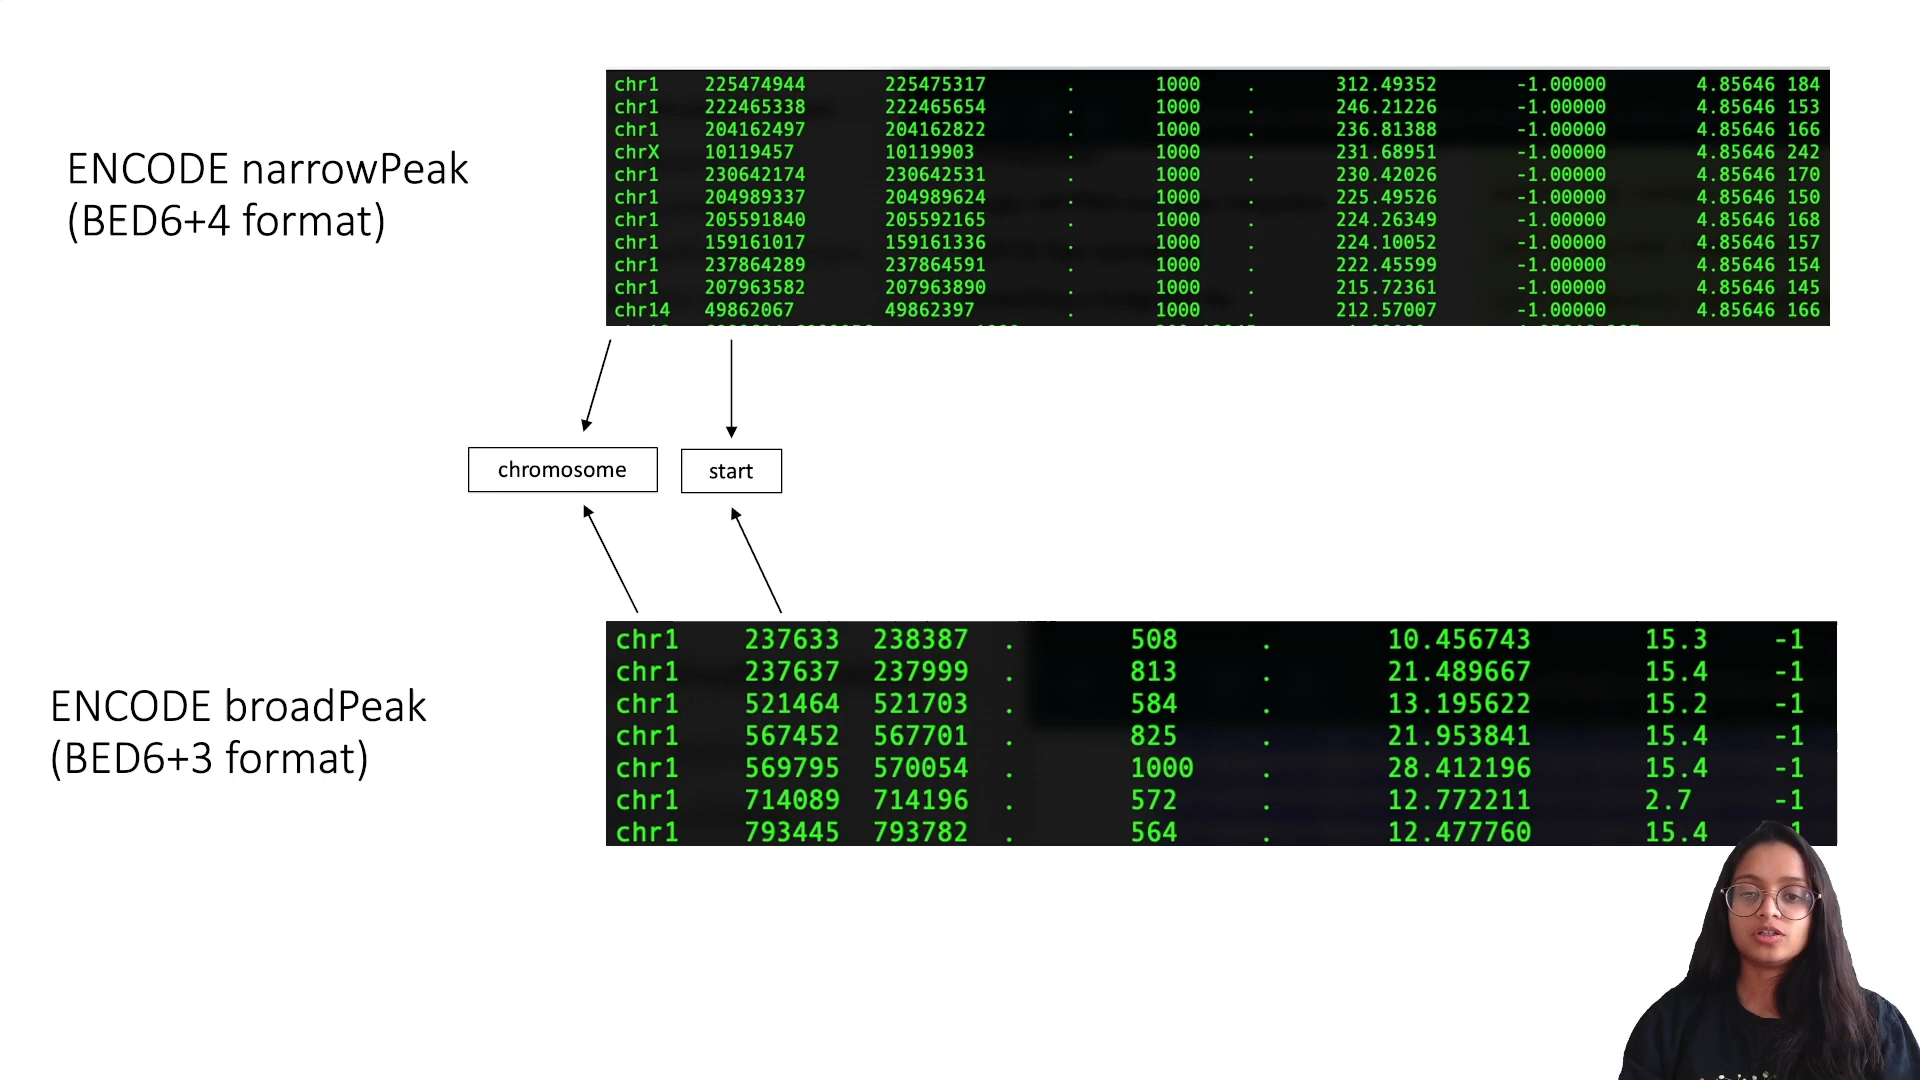 ENCODE narrowPeak
(BED6+4 format)
chr1 225474944 225475317 . 1000 . 312.49352 -1.00000 4.85646 184
chr1 222465338 222465654 . 1000 . 246.21226 -1.00000 4.85646 153
chr1 204162497 204162822 . 1000 . 236.81388 -1.00000 4.85646 166
chrX 10119457 10119903 . 1000 . 231.68951 -1.00000 4.85646 242
chr1 230642174 230642531 . 1000 . 230.42026 -1.00000 4.85646 170
chr1 204989337 204989624 . 1000 . 225.49526 -1.00000 4.85646 150
chr1 205591840 205592165 . 1000 . 224.26349 -1.00000 4.85646 168
chr1 159161017 159161336 . 1000 . 224.10052 -1.00000 4.85646 157
chr1 237864289 237864591 . 1000 . 222.45599 -1.00000 4.85646 154
chr1 207963582 207963890 . 1000 . 215.72361 -1.00000 4.85646 145
chr14 49862067 49862397 . 1000 . 212.57007 -1.00000 4.85646 166
chromosome
start
ENCODE broadPeak
(BED6+3 format)
chr1 237633 238387 . 508 . 10.456743 15.3 -1
chr1 237637 237999 . 813 . 21.489667 15.4 -1
chr1 521464 521703 . 584 . 13.195622 15.2 -1
chr1 567452 567701 . 825 . 21.953841 15.4 -1
chr1 569795 570054 . 1000 . 28.412196 15.4 -1
chr1 714089 714196 . 572 . 12.772211 2.7 -1
chr1 793445 793782 . 564 . 12.477760 15.4